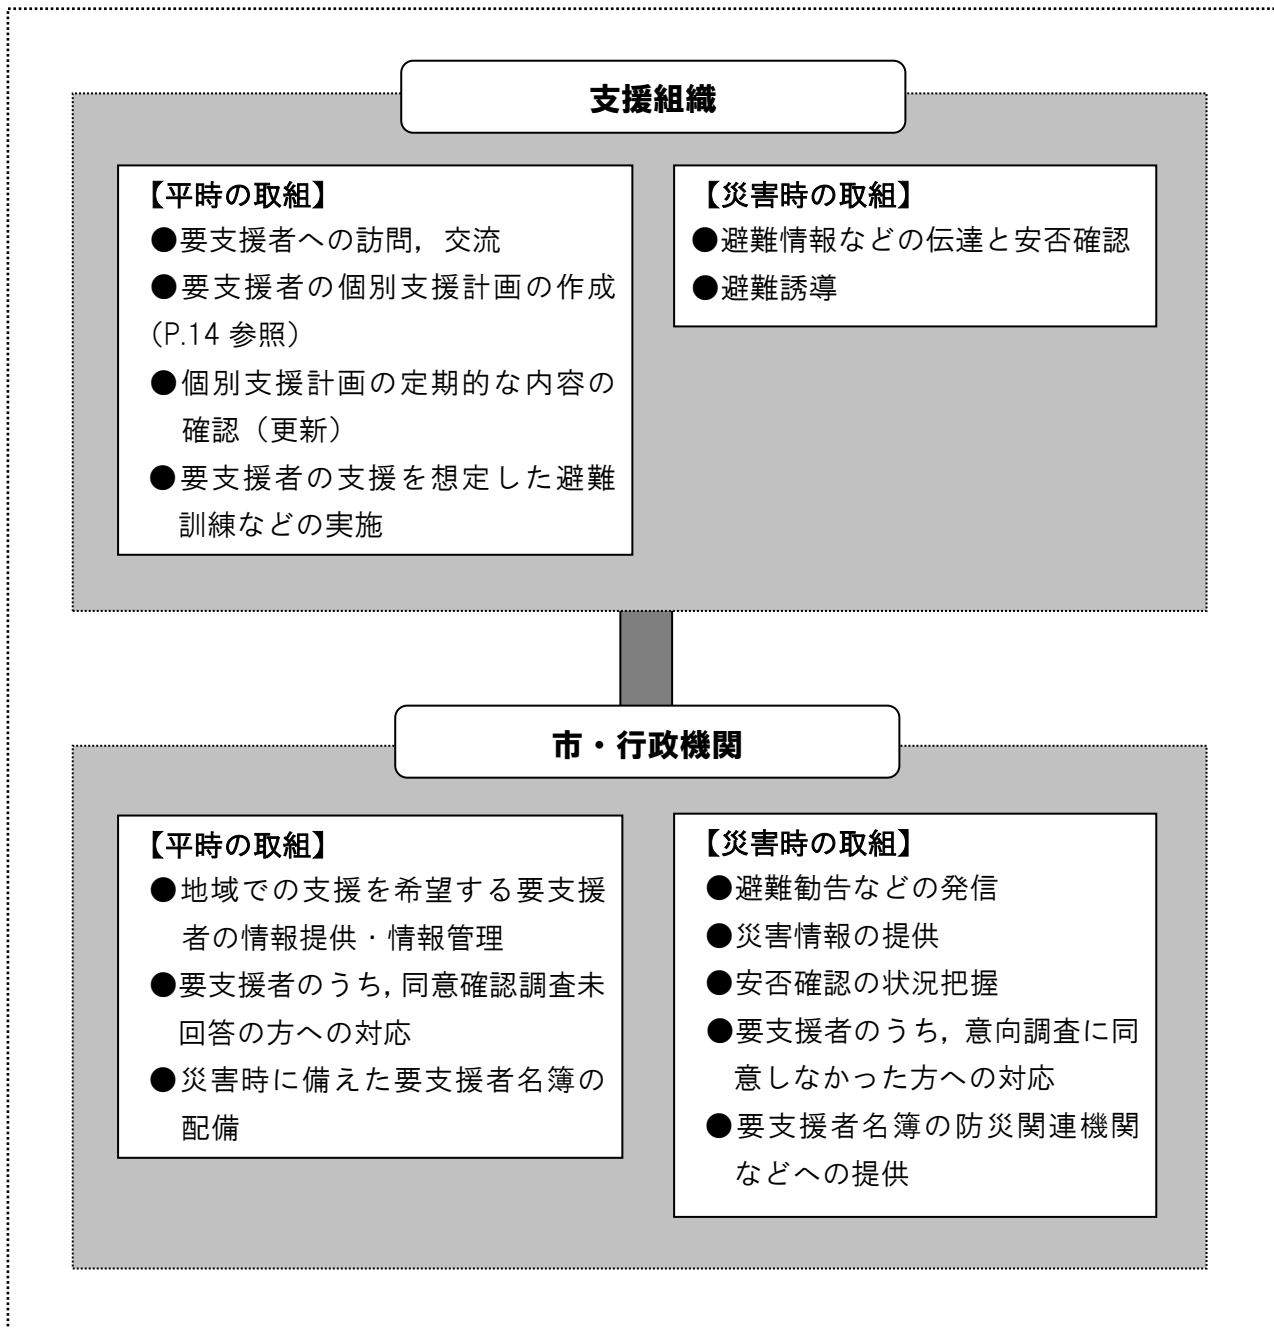 支援組織
【平時の取組】
●要支援者への訪問，交流
●要支援者の個別支援計画の作成
（P.14 参照）
●個別支援計画の定期的な内容の
確認（更新）
●要支援者の支援を想定した避難
訓練などの実施
【災害時の取組】
●避難情報などの伝達と安否確認
●避難誘導
市・行政機関
【平時の取組】
●地域での支援を希望する要支援
者の情報提供・情報管理
●要支援者のうち，同意確認調査未
回答の方への対応
●災害時に備えた要支援者名簿の
配備
【災害時の取組】
●避難勧告などの発信
●災害情報の提供
●安否確認の状況把握
●要支援者のうち，意向調査に同
意しなかった方への対応
●要支援者名簿の防災関連機関
などへの提供